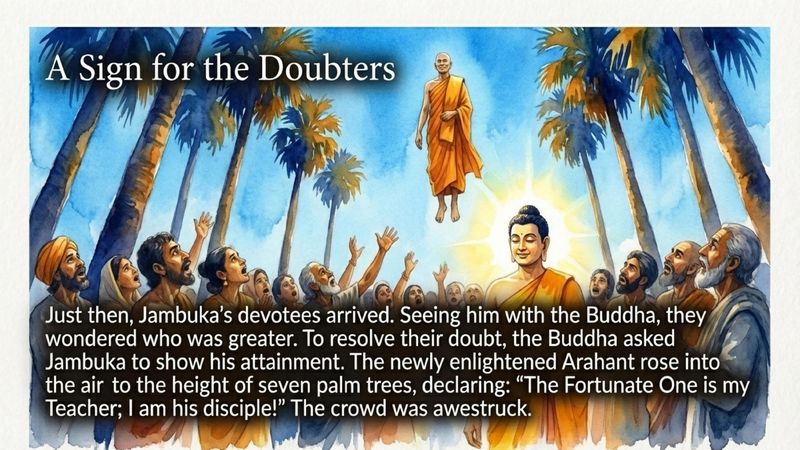 A Sign for the Doubters
Just then, Jambuka’s devotees arrived. Seeing him with the Buddha, they
wondered who was greater. To resolve their doubt, the Buddha asked
Jambuka to show his attainment. The newly enlightened Arahant rose into
the air to the height of seven palm trees, declaring: “The Fortunate One is my
Teacher; I am his disciple!” The crowd was awestruck.